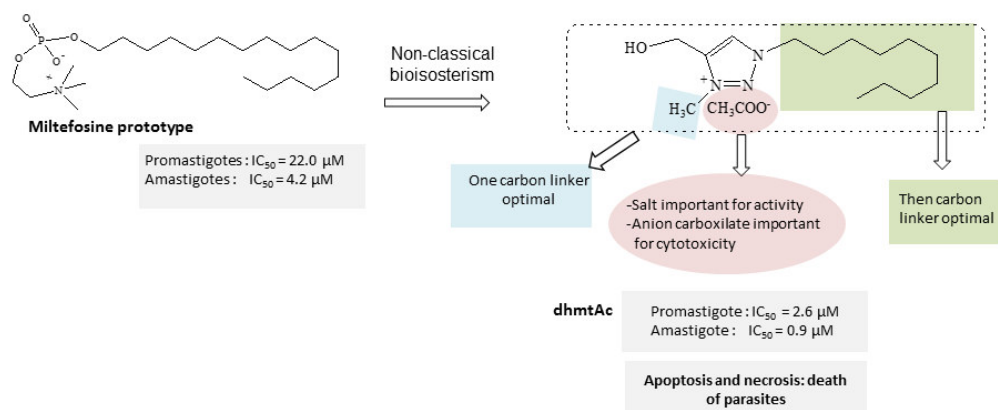 O
P
O
O
O⁻
+
N
Miltefosine prototype
Promastigotes: IC₅₀ = 22.0 µM
Amastigotes: IC₅₀ = 4.2 µM
Non-classical
bioisosterism
HO
N
⁺N
N
H₃C
CH₃COO⁻
One carbon linker
optimal
-Salt important for activity
-Anion carboxilate important
for cytotoxicity
Then carbon
linker optimal
dhmtAc
Promastigote: IC₅₀ = 2.6 µM
Amastigote: IC₅₀ = 0.9 µM
Apoptosis and necrosis: death
of parasites